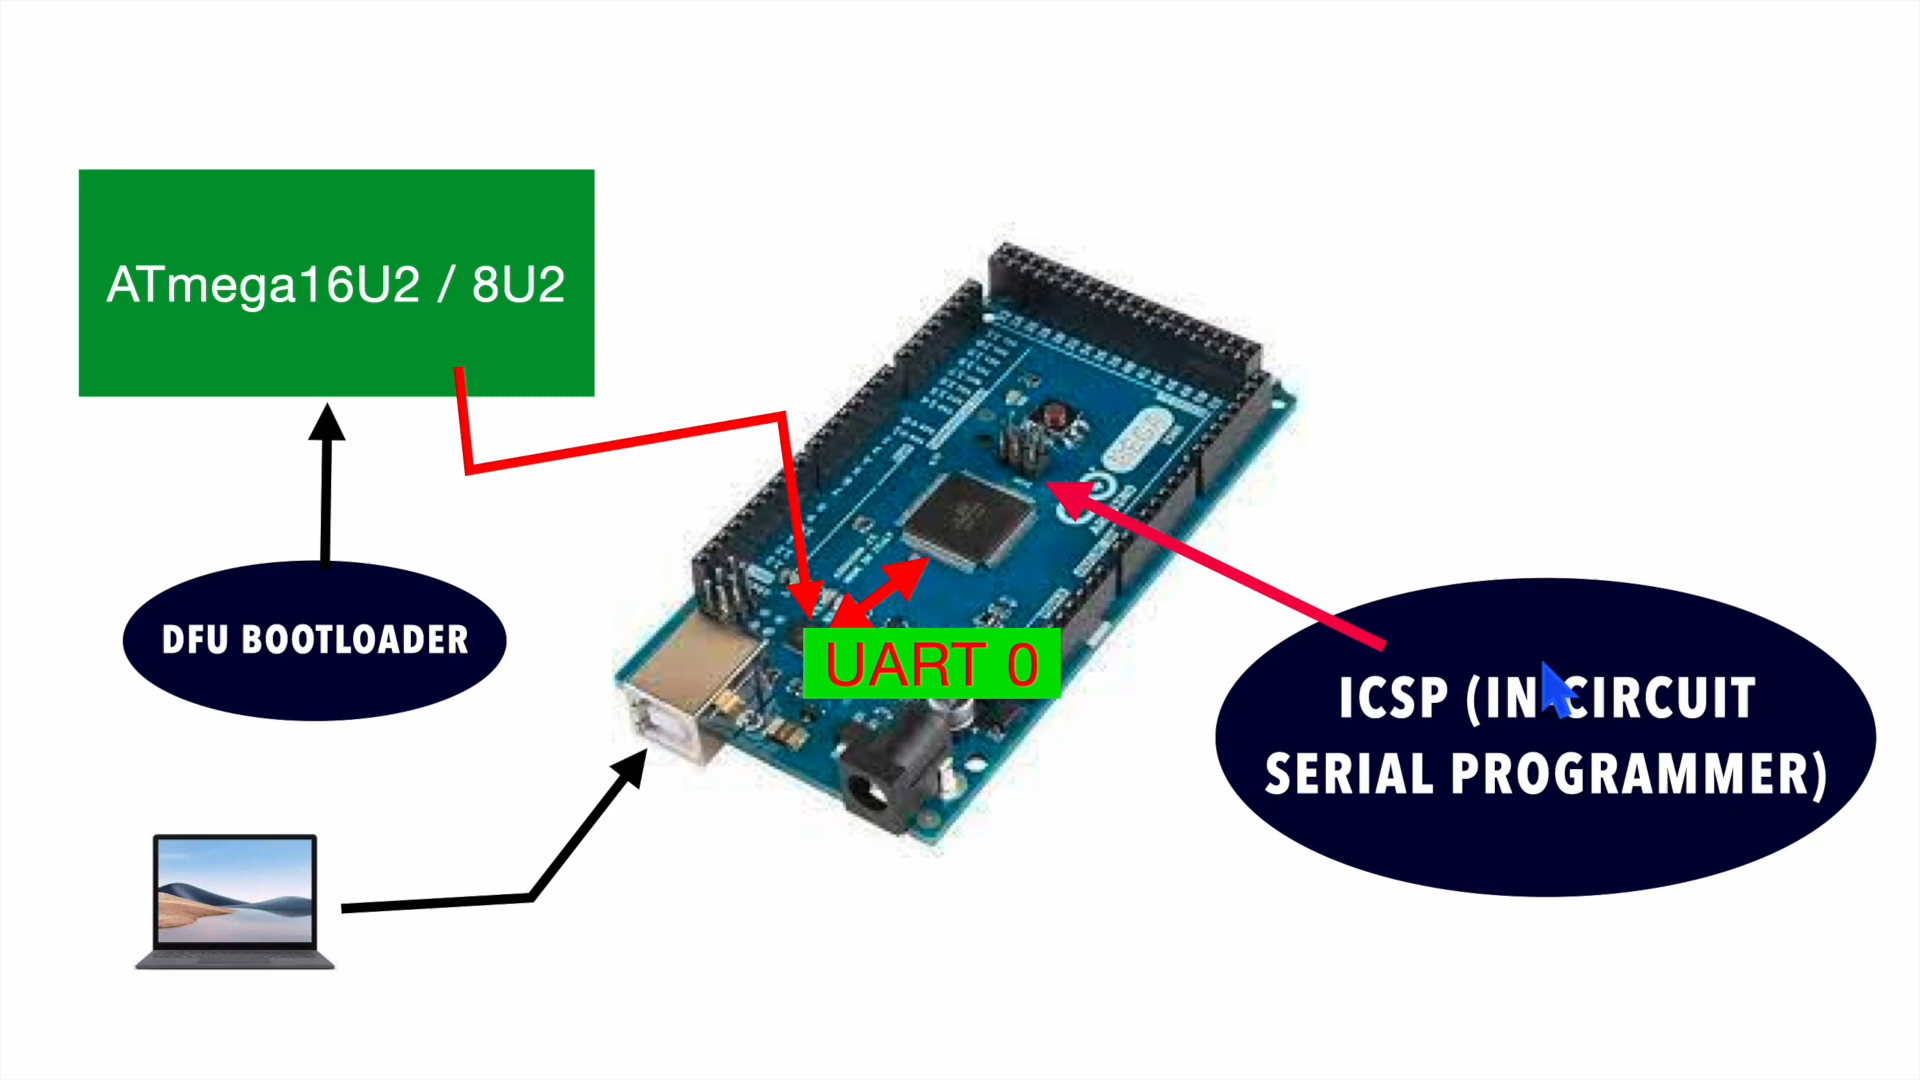 ATmega16U2 / 8U2
DFU BOOTLOADER
UART 0
ICSP (IN-CIRCUIT
SERIAL PROGRAMMER)